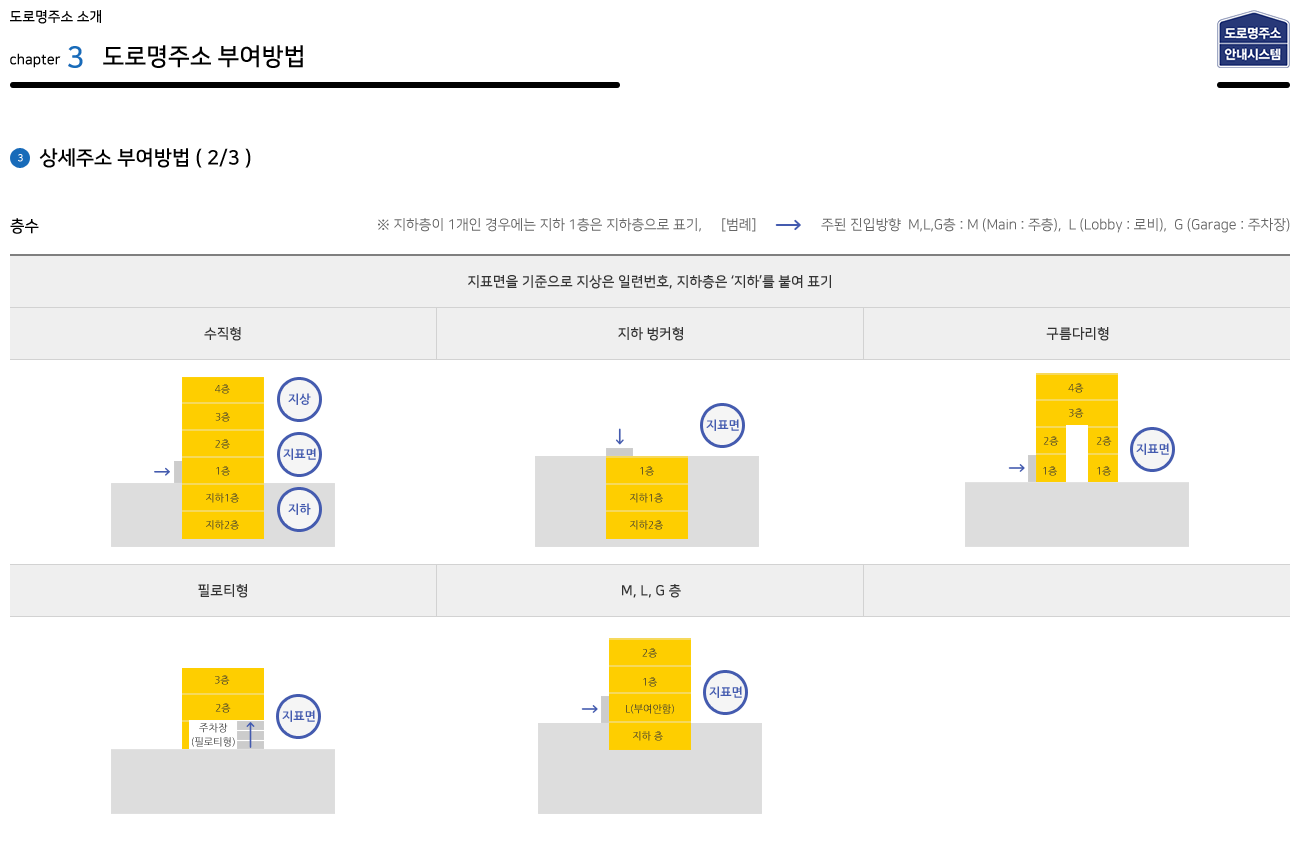 도로명주소 소개
chapter 3 도로명주소 부여방법
도로명주소
안내시스템
3 상세주소 부여방법 ( 2/3 )
층수
※ 지하층이 1개인 경우에는 지하 1층은 지하층으로 표기, [범례] → 주된 진입방향 M,L,G층 : M (Main : 주층), L (Lobby : 로비), G (Garage : 주차장)
지표면을 기준으로 지상은 일련번호, 지하층은 ‘지하’를 붙여 표기
수직형
지하 벙커형
구름다리형
4층
3층
2층
1층
지하1층
지하2층
지상
지표면
지하
지표면
1층
지하1층
지하2층
4층
3층
2층 2층
1층 1층
지표면
필로티형
M, L, G 층
3층
2층
주차장
(필로티형)
지표면
2층
1층
L(부여안함)
지하 층
지표면